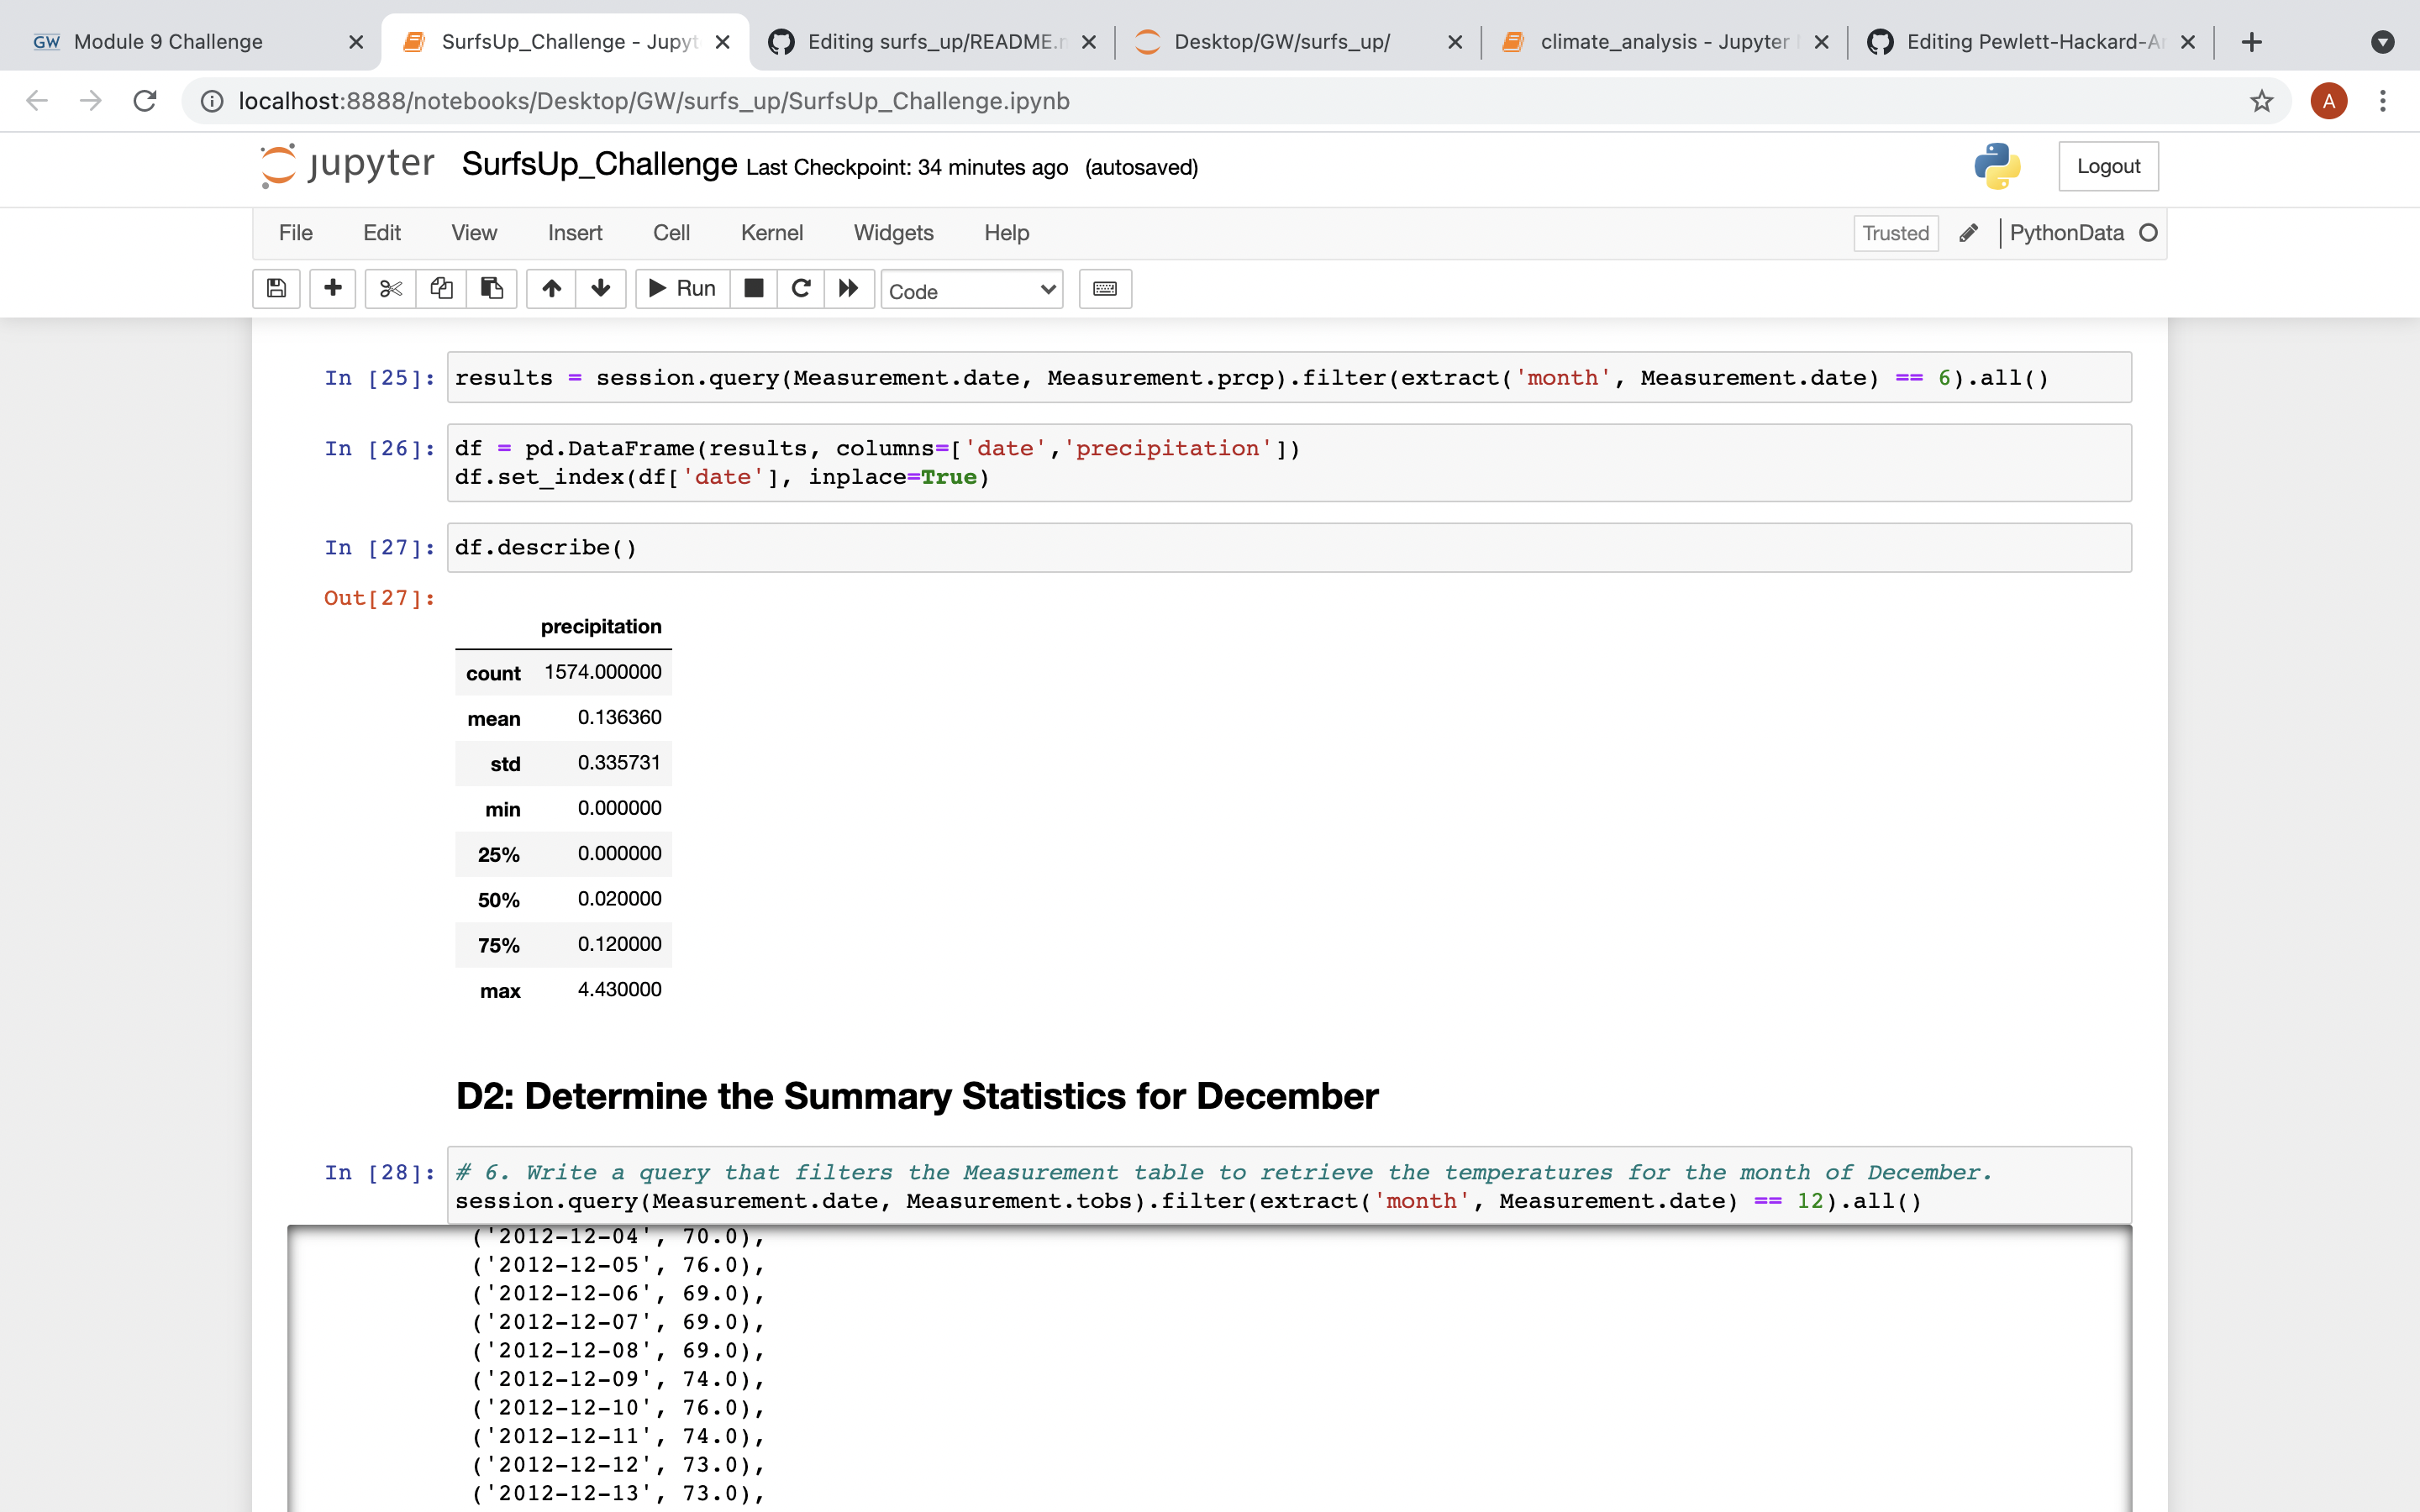 GW Module 9 Challenge
SurfsUp_Challenge - Jupyt
Editing surfs_up/README.m
Desktop/GW/surfs_up/
climate_analysis - Jupyter
Editing Pewlett-Hackard-A
localhost:8888/notebooks/Desktop/GW/surfs_up/SurfsUp_Challenge.ipynb
A
jupyter SurfsUp_Challenge Last Checkpoint: 34 minutes ago (autosaved)
Logout
File Edit View Insert Cell Kernel Widgets Help
Trusted
PythonData
Run
Code
In [25]: results = session.query(Measurement.date, Measurement.prcp).filter(extract('month', Measurement.date) == 6).all()
In [26]: df = pd.DataFrame(results, columns=['date','precipitation'])
df.set_index(df['date'], inplace=True)
In [27]: df.describe()
Out[27]:
precipitation
count 1574.000000
mean 0.136360
std 0.335731
min 0.000000
25% 0.000000
50% 0.020000
75% 0.120000
max 4.430000
D2: Determine the Summary Statistics for December
In [28]: # 6. Write a query that filters the Measurement table to retrieve the temperatures for the month of December.
session.query(Measurement.date, Measurement.tobs).filter(extract('month', Measurement.date) == 12).all()
('2012-12-04', 70.0),
('2012-12-05', 76.0),
('2012-12-06', 69.0),
('2012-12-07', 69.0),
('2012-12-08', 69.0),
('2012-12-09', 74.0),
('2012-12-10', 76.0),
('2012-12-11', 74.0),
('2012-12-12', 73.0),
('2012-12-13', 73.0),